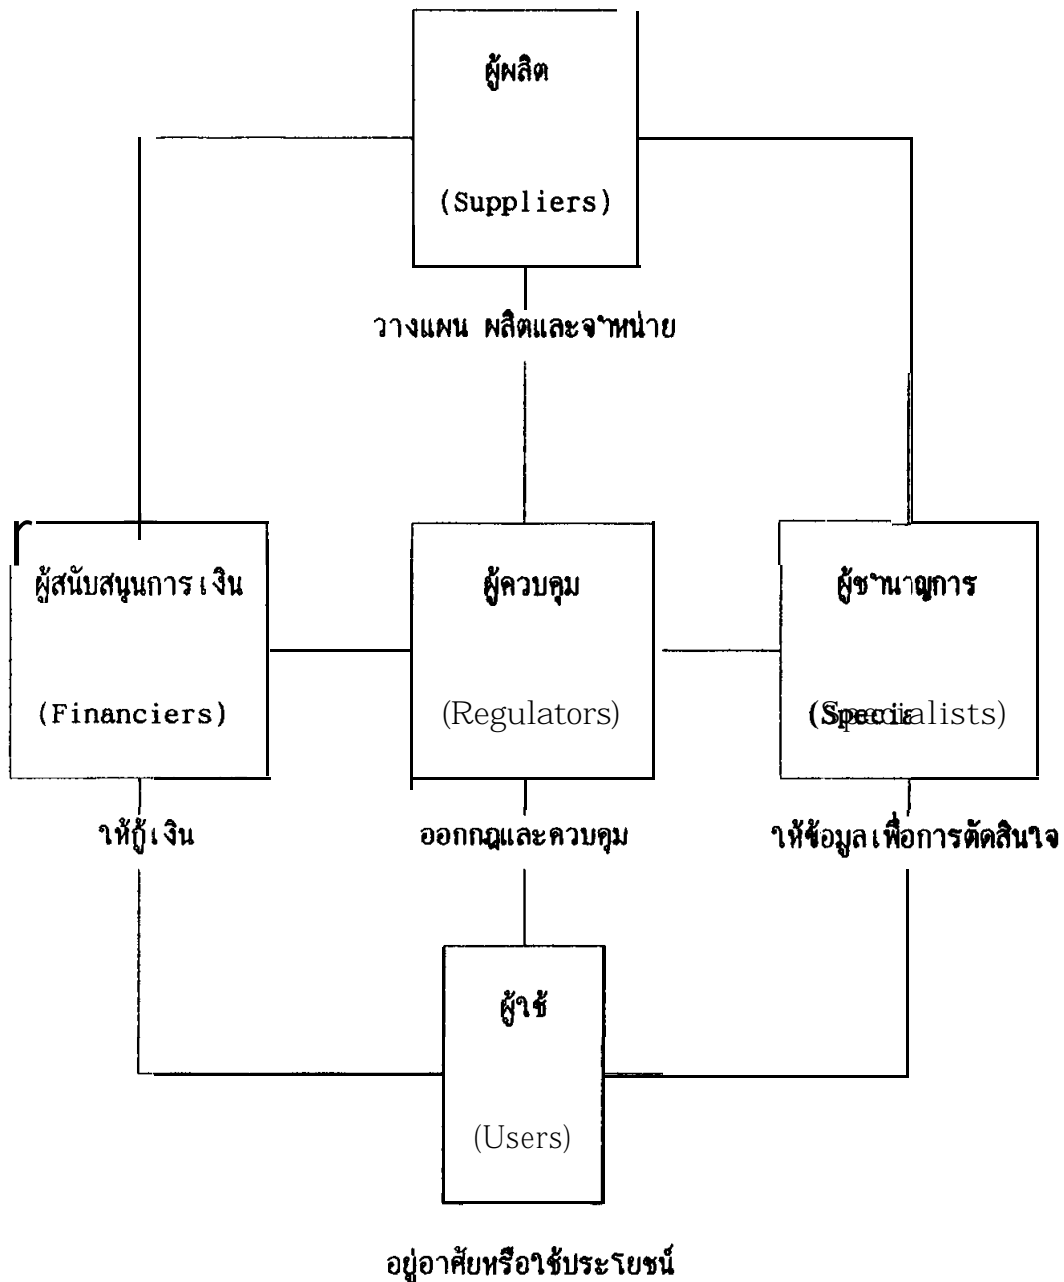 ผู้ผลิต
(Suppliers)
วางแผน ผลิตและจำหน่าย
ผู้สนับสนุนการเงิน
(Financiers)
ให้กู้เงิน
ผู้ควบคุม
(Regulators)
ออกกฎและควบคุม
ผู้ชำนาญการ
(Specialists)
ให้ข้อมูลเพื่อการตัดสินใจ
ผู้ใช้
(Users)
อยู่อาศัยหรือใช้ประโยชน์